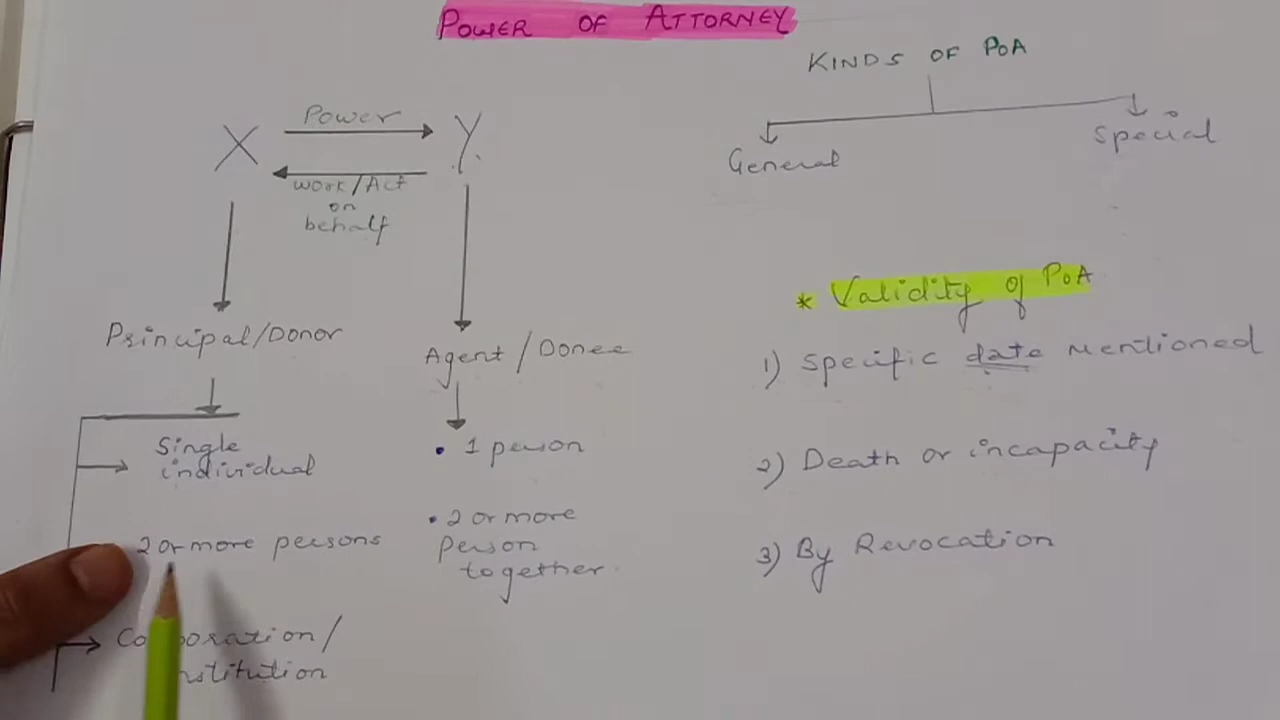 POWER OF ATTORNEY
X
Power
Y
Work/Act
on
behalf
Principal/Donor
Single
individual
2 or more persons
Agent/Donee
• 1 person
• 2 or more
Person
together
KINDS OF POA
General
Special
* Validity of POA
1) Specific date mentioned
2) Death or incapacity
3) By Revocation